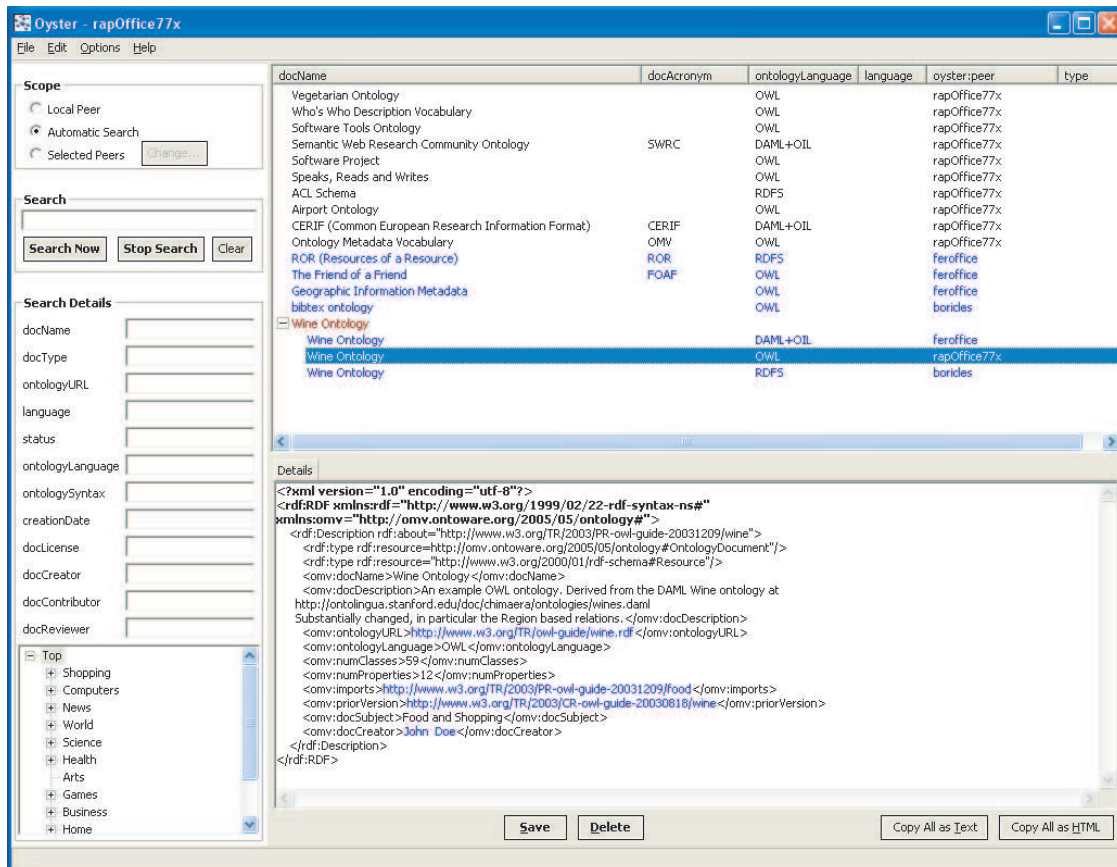 Oyster - rapOffice77x
File Edit Options Help
Scope
Local Peer
Automatic Search
Selected Peers Change...
Search
Search Now Stop Search Clear
Search Details
docName
docType
ontologyURL
language
status
ontologyLanguage
ontologySyntax
creationDate
docLicense
docCreator
docContributor
docReviewer
Top
Shopping
Computers
News
World
Science
Health
Arts
Games
Business
Home
docName docAcronym ontologyLanguage language oyster:peer type
Vegetarian Ontology OWL rapOffice77x
Who's Who Description Vocabulary OWL rapOffice77x
Software Tools Ontology OWL rapOffice77x
Semantic Web Research Community Ontology SWRC DAML+OIL rapOffice77x
Software Project OWL rapOffice77x
Speaks, Reads and Writes OWL rapOffice77x
ACL Schema RDFS rapOffice77x
Airport Ontology OWL rapOffice77x
CERIF (Common European Research Information Format) CERIF DAML+OIL rapOffice77x
Ontology Metadata Vocabulary OMV OWL rapOffice77x
ROR (Resources of a Resource) ROR RDFS feroffice
The Friend of a Friend FOAF OWL feroffice
Geographic Information Metadata OWL feroffice
bibtex ontology OWL boricles
Wine Ontology
Wine Ontology DAML+OIL feroffice
Wine Ontology OWL rapOffice77x
Wine Ontology RDFS boricles
Details
<?xml version="1.0" encoding="utf-8"?>
<rdf:RDF xmlns:rdf="http://www.w3.org/1999/02/22-rdf-syntax-ns#"
xmlns:omv="http://omv.ontoware.org/2005/05/ontology#">
<rdf:Description rdf:about="http://www.w3.org/TR/2003/PR-owl-guide-20031209/wine">
<rdf:type rdf:resource=http://omv.ontoware.org/2005/05/ontology#OntologyDocument"/>
<rdf:type rdf:resource="http://www.w3.org/2000/01/rdf-schema#Resource"/>
<omv:docName>Wine Ontology</omv:docName>
<omv:docDescription>An example OWL ontology. Derived from the DAML Wine ontology at
http://ontolingua.stanford.edu/doc/chimaera/ontologies/wines.daml
Substantially changed, in particular the Region based relations.</omv:docDescription>
<omv:ontologyURL>http://www.w3.org/TR/owl-guide/wine.rdf</omv:ontologyURL>
<omv:ontologyLanguage>OWL</omv:ontologyLanguage>
<omv:numClasses>59</omv:numClasses>
<omv:numProperties>12</omv:numProperties>
<omv:imports>http://www.w3.org/TR/2003/PR-owl-guide-20031209/food</omv:imports>
<omv:priorVersion>http://www.w3.org/TR/2003/CR-owl-guide-20030818/wine</omv:priorVersion>
<omv:docSubject>Food and Shopping</omv:docSubject>
<omv:docCreator>John Doe</omv:docCreator>
</rdf:Description>
</rdf:RDF>
Save Delete Copy All as Text Copy All as HTML